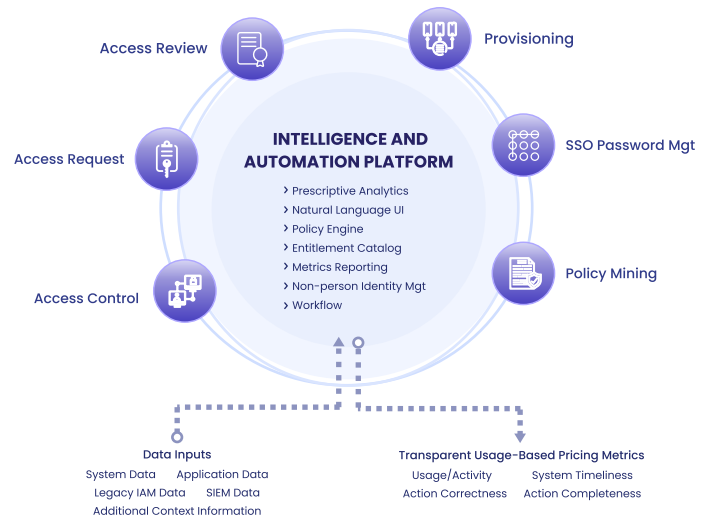 Access Review
Provisioning
Access Request
SSO Password Mgt
Access Control
Policy Mining
INTELLIGENCE AND
AUTOMATION PLATFORM
Prescriptive Analytics
Natural Language UI
Policy Engine
Entitlement Catalog
Metrics Reporting
Non-person Identity Mgt
Workflow
Data Inputs
System Data Application Data
Legacy IAM Data SIEM Data
Additional Context Information
Transparent Usage-Based Pricing Metrics
Usage/Activity System Timeliness
Action Correctness Action Completeness